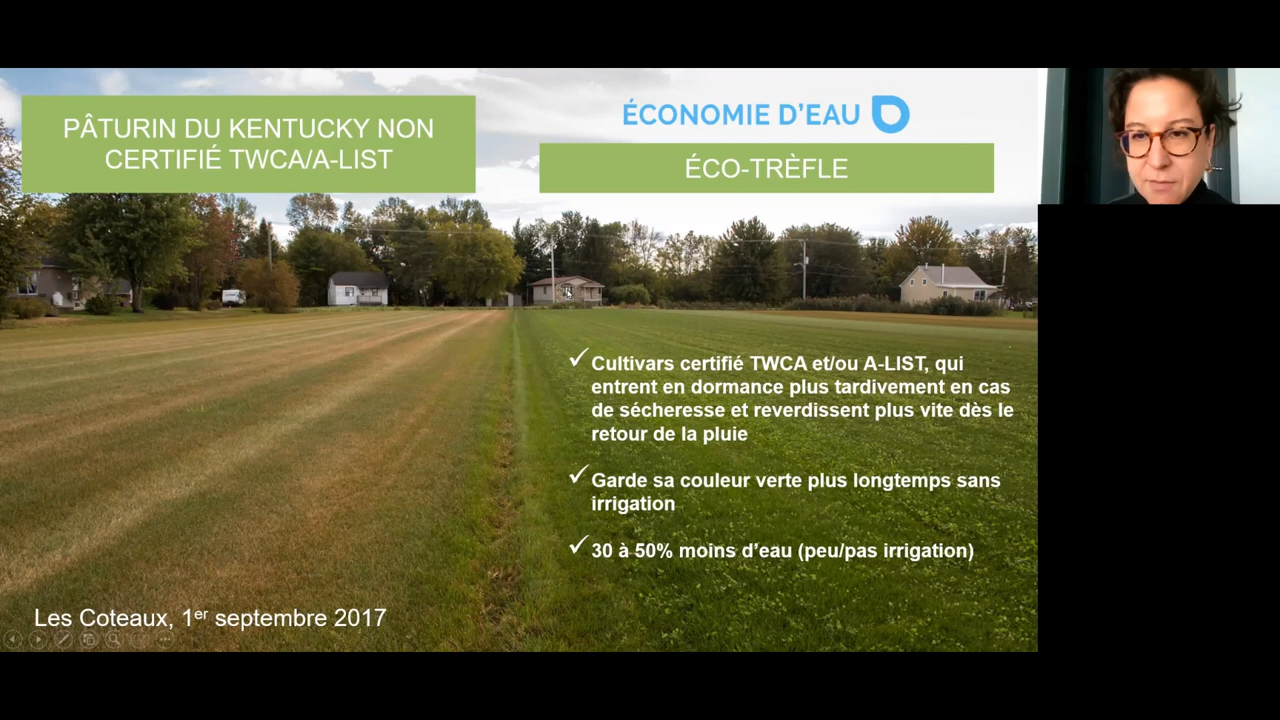 PÂTURIN DU KENTUCKY NON
CERTIFIÉ TWCA/A-LIST
ÉCONOMIE D'EAU
ÉCO-TRÈFLE
✓ Cultivars certifié TWCA et/ou A-LIST, qui
entrent en dormance plus tardivement en cas
de sécheresse et reverdissent plus vite dès le
retour de la pluie
✓ Garde sa couleur verte plus longtemps sans
irrigation
✓ 30 à 50% moins d'eau (peu/pas irrigation)
Les Coteaux, 1er septembre 2017